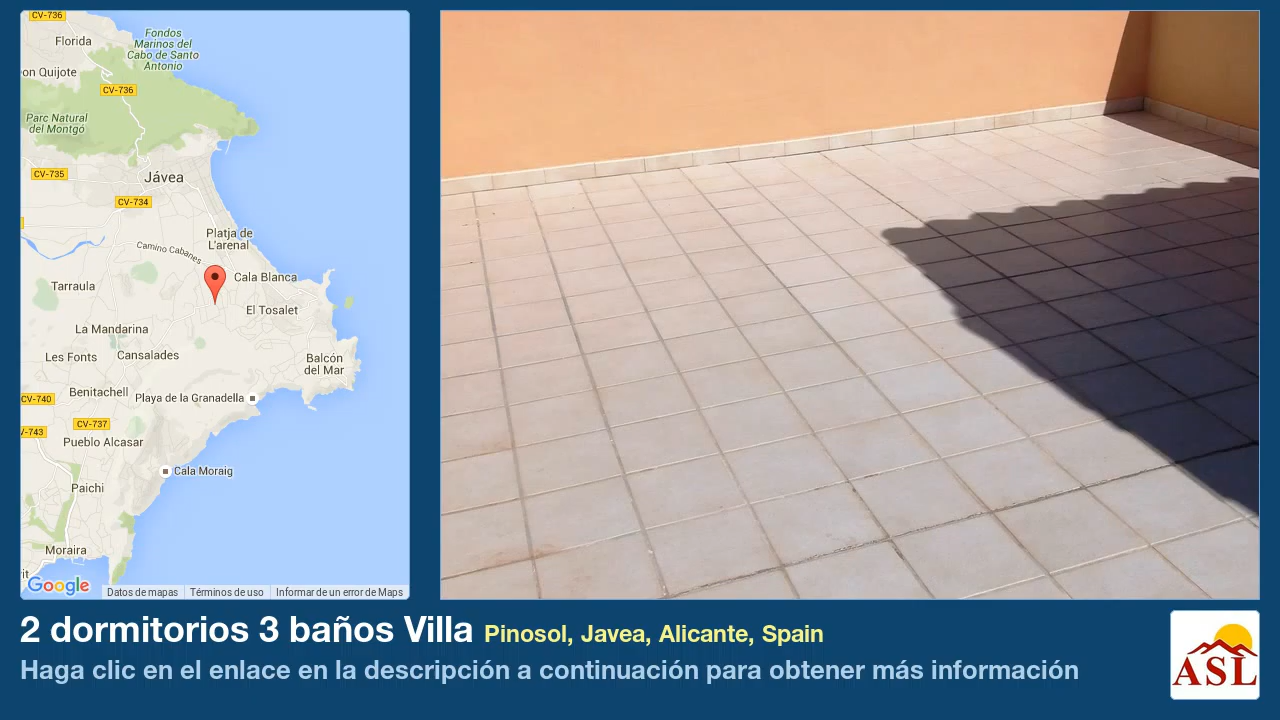 CV-736
Florida
Fondos
Marinos del
Cabo de Santo
Antonio
on Quijote
CV-736
Parc Natural
del Montgó
CV-735
Jávea
CV-734
Platja de
L'arenal
Camino Cabanes
Cala Blanca
Tarraula
El Tosalet
La Mandarina
Les Fonts
Cansalades
Balcón
del Mar
Benitachell
Playa de la Granadella
CV-740
CV-737
V-743
Pueblo Alcasar
Cala Moraig
Paichi
Moraira
it
Google
Datos de mapas
Términos de uso
Informar de un error de Maps
2 dormitorios 3 baños Villa Pinosol, Javea, Alicante, Spain
Haga clic en el enlace en la descripción a continuación para obtener más información
ASL